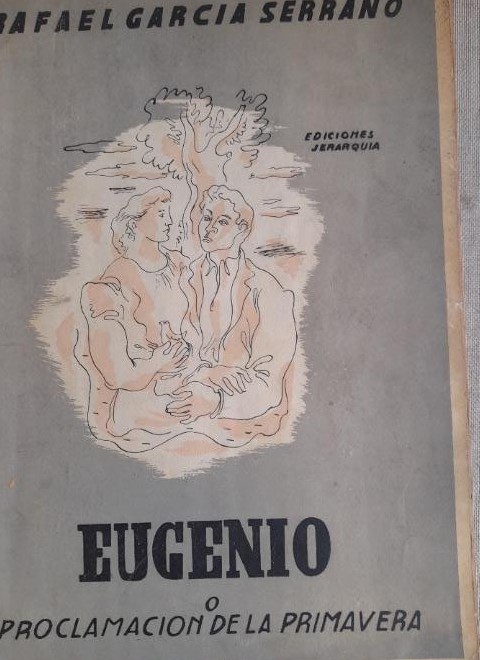 RAFAEL GARCIA SERRANO
EDICIONES
JERARQUIA
EUGENIO
O
PROCLAMACION DE LA PRIMAVERA